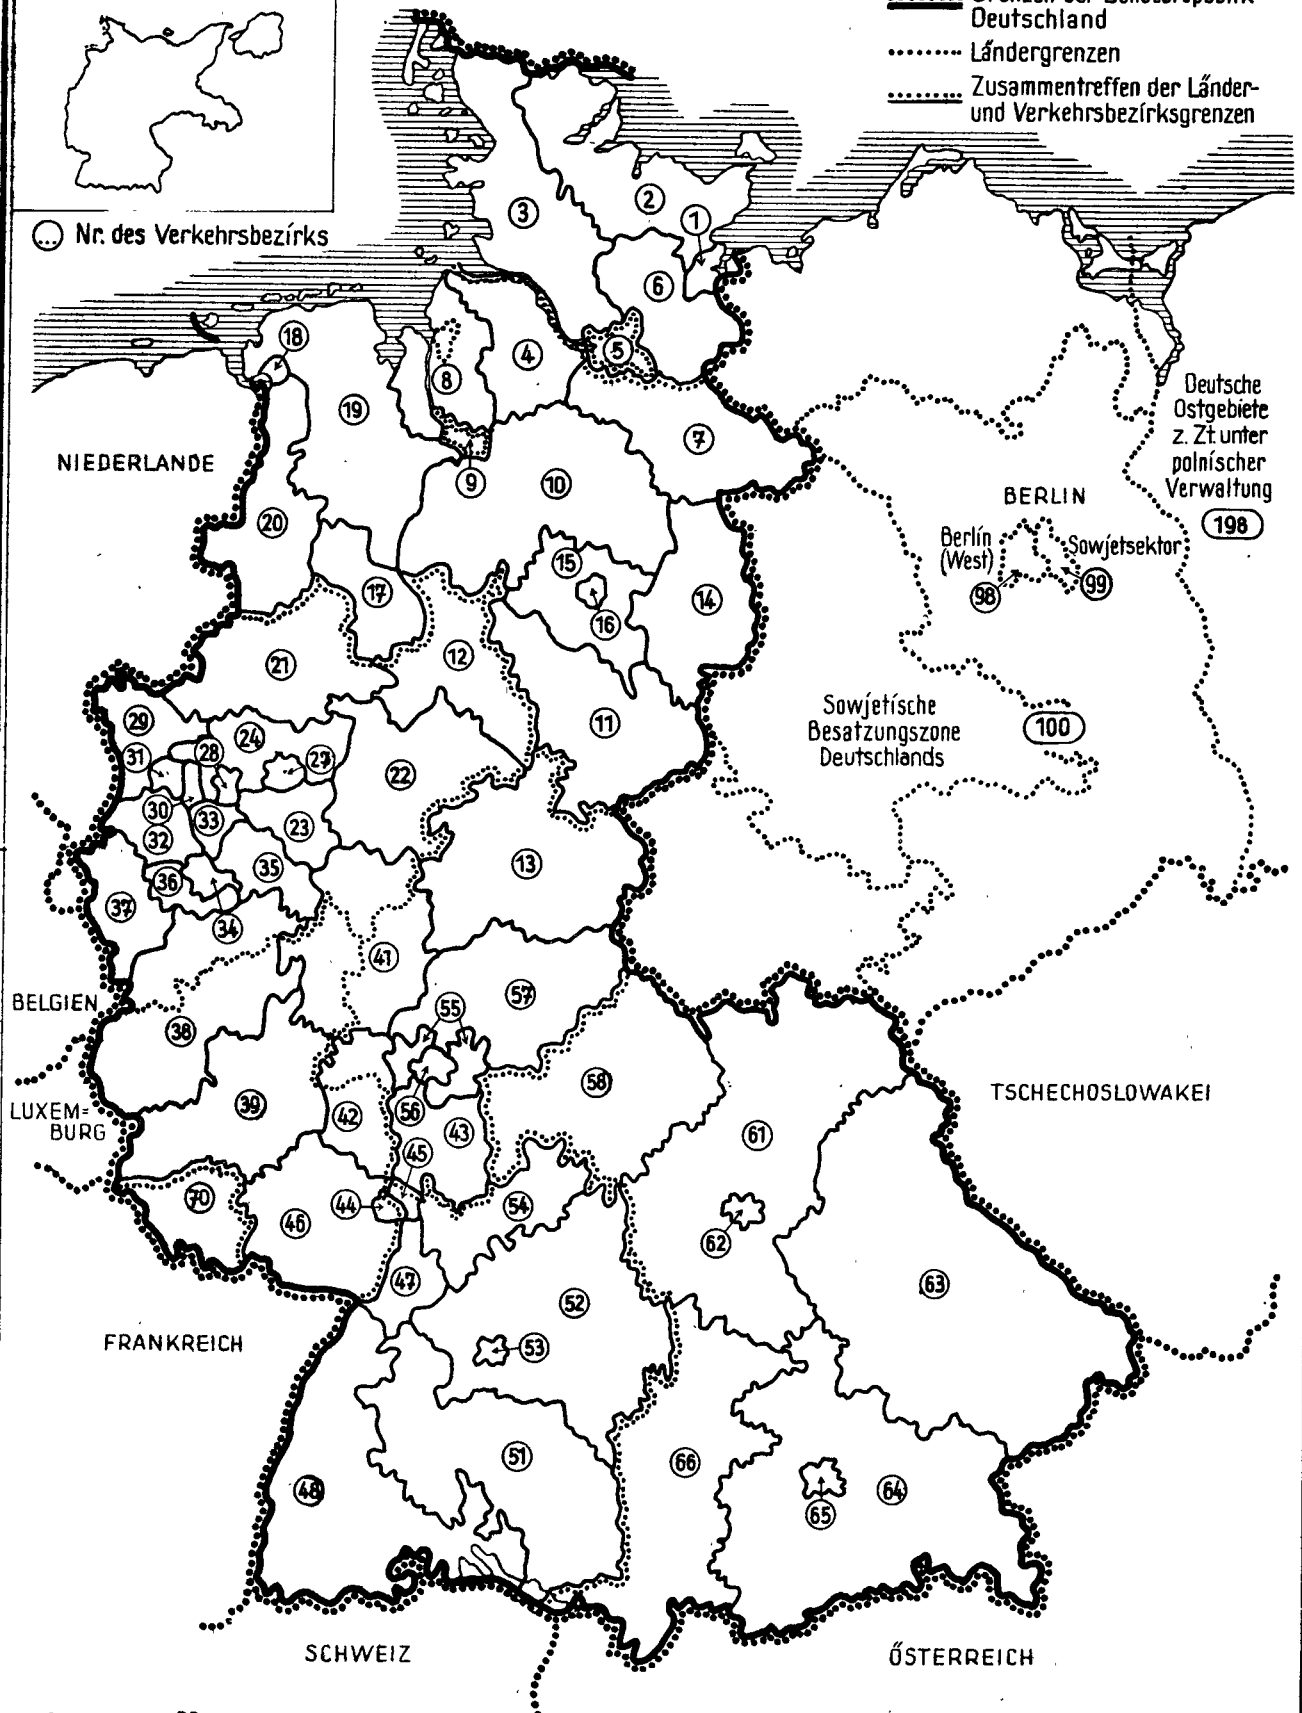 Deutschland
Ländergrenzen
Zusammentreffen der Länder-
und Verkehrsbezirksgrenzen
Nr. des Verkehrsbezirks
1
2
3
4
5
6
7
8
9
10
11
12
13
14
15
16
17
18
19
20
21
22
23
24
27
28
29
30
31
32
33
34
35
36
37
38
39
41
42
43
44
45
46
47
48
51
52
53
54
55
56
57
58
61
62
63
64
65
66
70
NIEDERLANDE
BELGIEN
LUXEM=
BURG
FRANKREICH
SCHWEIZ
ÖSTERREICH
TSCHECHOSLOWAKEI
Deutsche
Ostgebiete
z. Zt. unter
polnischer
Verwaltung
198
BERLIN
Berlin
(West)
Sowjetsektor
98
99
Sowjetische
Besatzungszone
Deutschlands
100